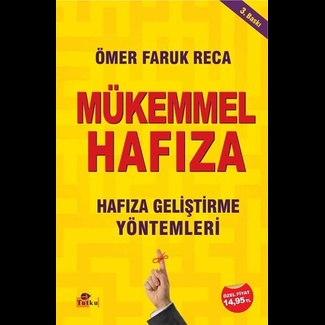 3. Baskı
ÖMER FARUK RECA
MÜKEMMEL
HAFIZA
HAFIZA GELİŞTİRME
YÖNTEMLERİ
ÖZEL FİYAT
14,95 TL
Tutku